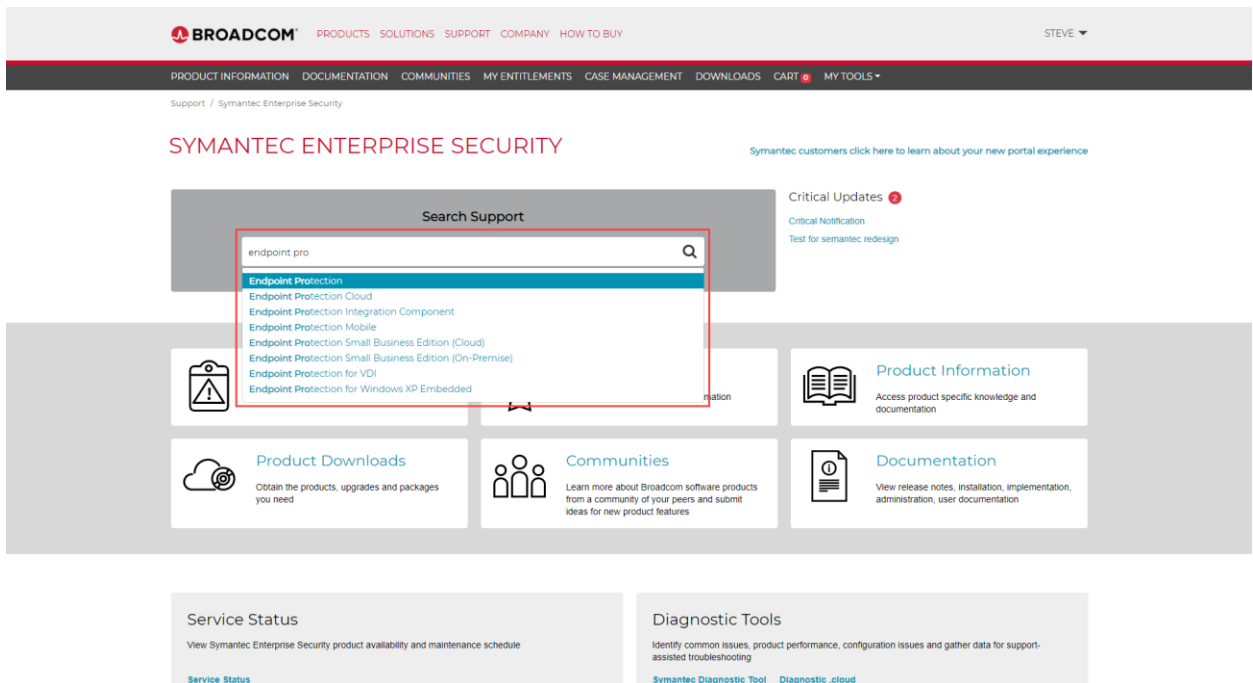 BROADCOM
PRODUCTS SOLUTIONS SUPPORT COMPANY HOW TO BUY
STEVE
PRODUCT INFORMATION DOCUMENTATION COMMUNITIES MY ENTITLEMENTS CASE MANAGEMENT DOWNLOADS CART 0 MY TOOLS
Support / Symantec Enterprise Security
SYMANTEC ENTERPRISE SECURITY
Symantec customers click here to learn about your new portal experience
Search Support
endpoint pro
Endpoint Protection
Endpoint Protection Cloud
Endpoint Protection Integration Component
Endpoint Protection Mobile
Endpoint Protection Small Business Edition (Cloud)
Endpoint Protection Small Business Edition (On-Premise)
Endpoint Protection for VDI
Endpoint Protection for Windows XP Embedded
Critical Updates 2
Critical Notification
Test for semantec redesign
Product Information
Access product specific knowledge and
documentation
Product Downloads
Obtain the products, upgrades and packages
you need
Communities
Learn more about Broadcom software products
from a community of your peers and submit
ideas for new product features
Documentation
View release notes, installation, implementation,
administration, user documentation
Service Status
View Symantec Enterprise Security product availability and maintenance schedule
Service Status
Diagnostic Tools
Identify common issues, product performance, configuration issues and gather data for support-
assisted troubleshooting
Symantec Diagnostic Tool Diagnostic .cloud